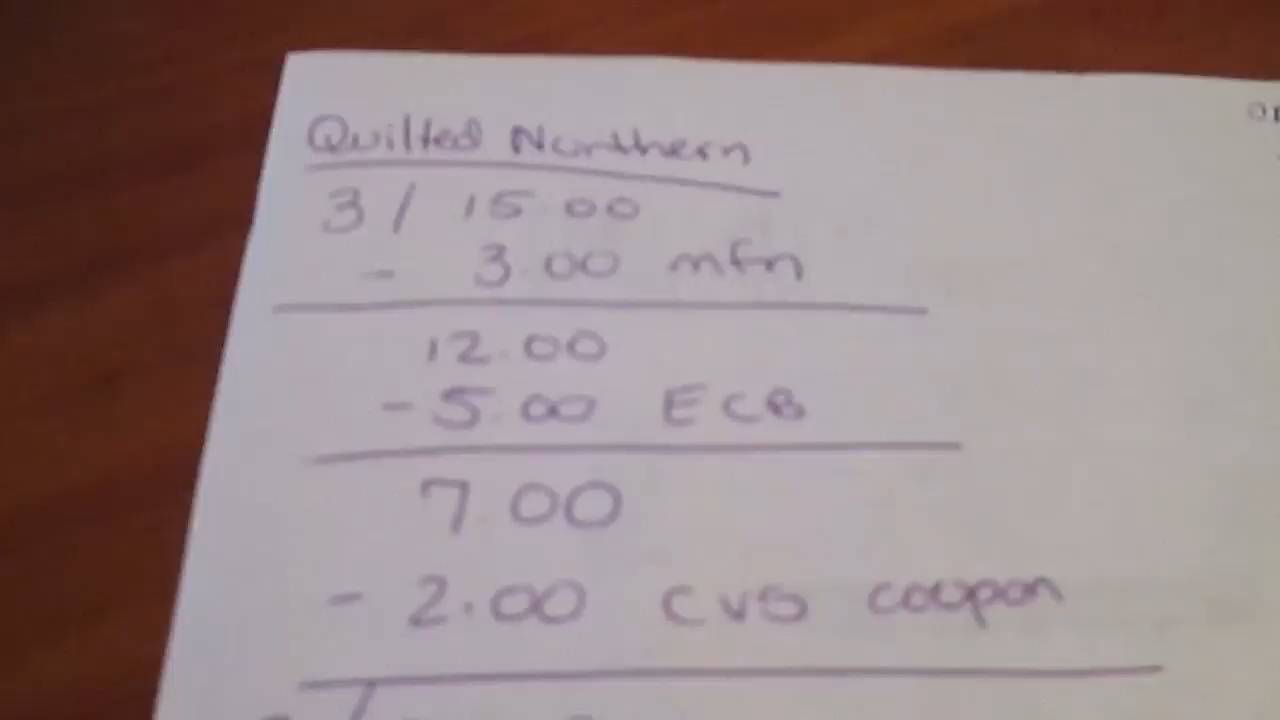 Quilted Northern
3 / 15.00
- 3.00 mfn
12.00
- 5.00 ECB
7.00
- 2.00 CVS coupon